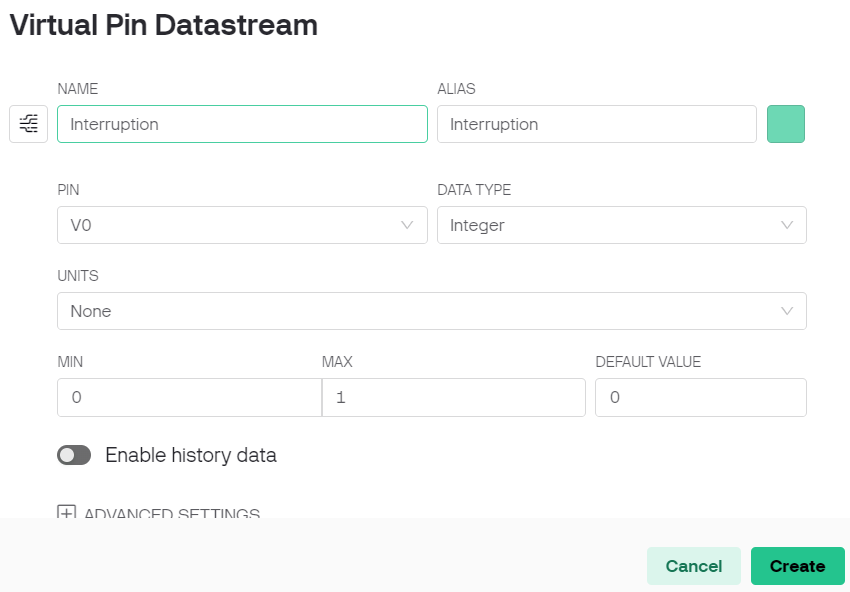 Virtual Pin Datastream
NAME ALIAS
Interruption Interruption
PIN DATA TYPE
V0 Integer
UNITS
None
MIN MAX DEFAULT VALUE
0 1 0
Enable history data
ADVANCED SETTINGS
Cancel Create